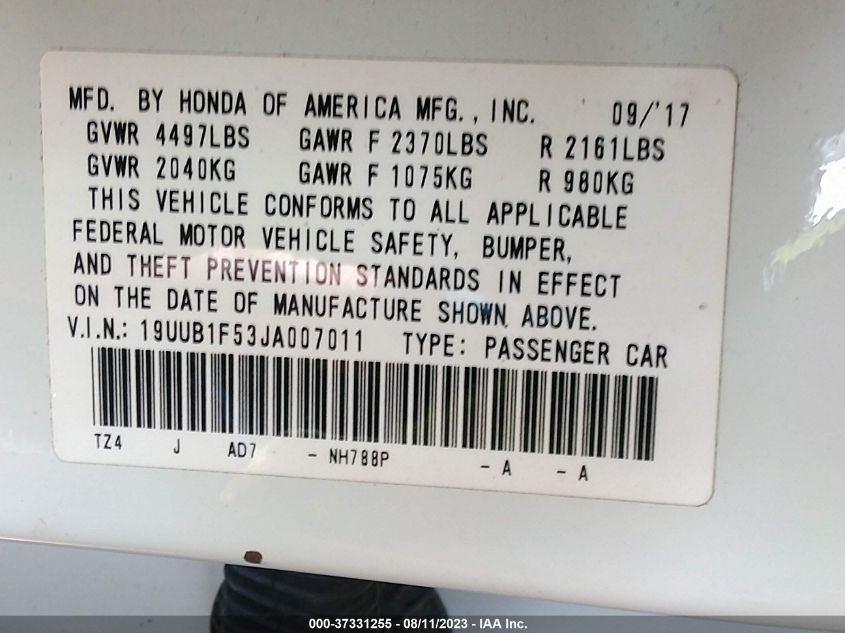 MFD. BY HONDA OF AMERICA MFG., INC. 09/'17
GVWR 4497LBS GAWR F 2370LBS R 2161LBS
GVWR 2040KG GAWR F 1075KG R 980KG
THIS VEHICLE CONFORMS TO ALL APPLICABLE
FEDERAL MOTOR VEHICLE SAFETY, BUMPER,
AND THEFT PREVENTION STANDARDS IN EFFECT
ON THE DATE OF MANUFACTURE SHOWN ABOVE.
V.I.N.: 19UUB1F53JA007011 TYPE: PASSENGER CAR
TZ4 J AD7 - NH788P - A - A
000-37331255 - 08/11/2023 - IAA Inc.